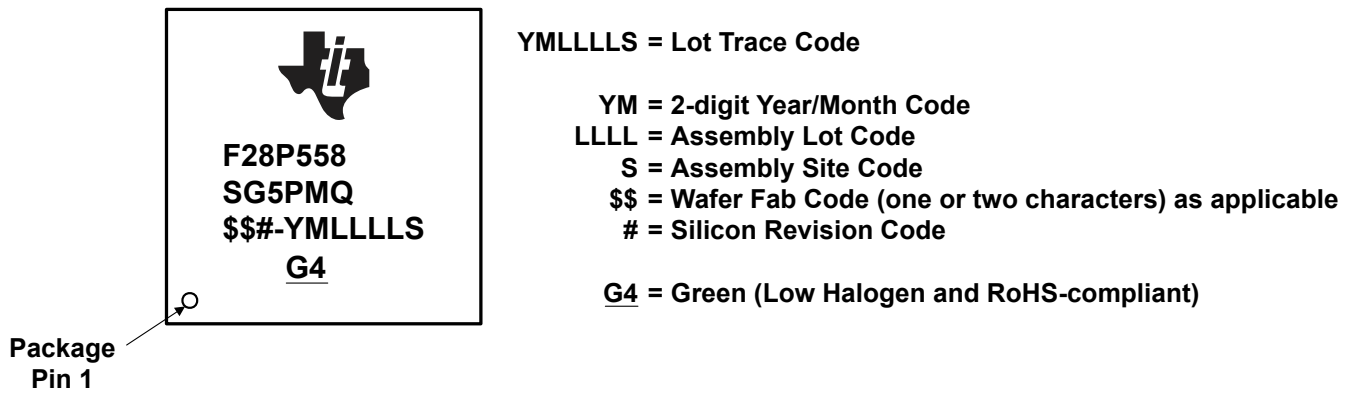 F28P558
SG5PMQ
$$#-YMLLLLS
G4
Package
Pin 1
YMLLLLS = Lot Trace Code
YM = 2-digit Year/Month Code
LLLL = Assembly Lot Code
S = Assembly Site Code
$$ = Wafer Fab Code (one or two characters) as applicable
# = Silicon Revision Code
G4 = Green (Low Halogen and RoHS-compliant)